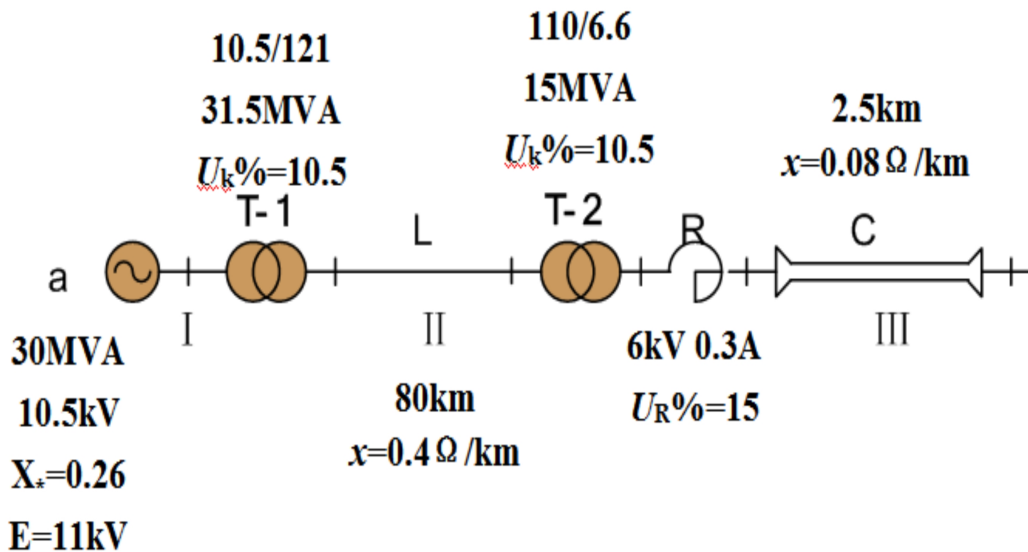 10.5/121
31.5MVA
Uk%=10.5
T-1
110/6.6
15MVA
Uk%=10.5
T-2
2.5km
x=0.08Ω/km
L
R
C
a
I
II
III
30MVA
10.5kV
X*=0.26
E=11kV
80km
x=0.4Ω/km
6kV 0.3A
UR%=15